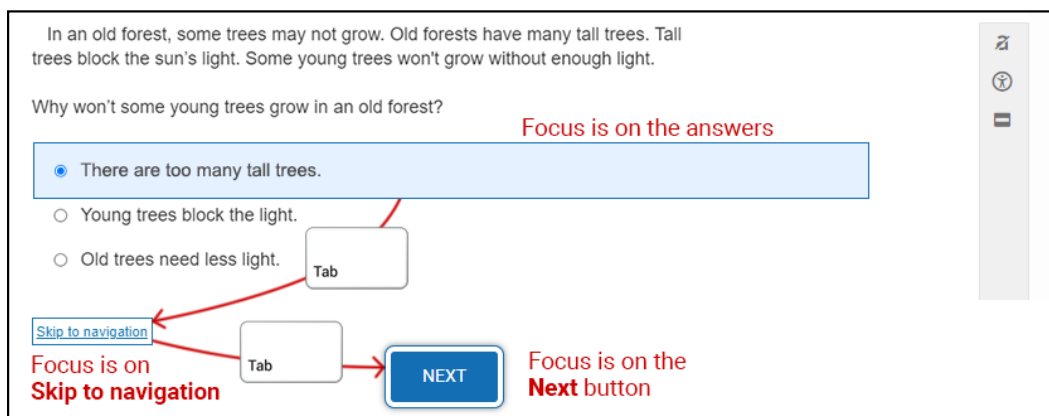 In an old forest, some trees may not grow. Old forests have many tall trees. Tall
trees block the sun's light. Some young trees won't grow without enough light.
Why won't some young trees grow in an old forest?
Focus is on the answers
There are too many tall trees.
Young trees block the light.
Old trees need less light.
Tab
Skip to navigation
Focus is on
Skip to navigation
Tab
NEXT
Focus is on the
Next button